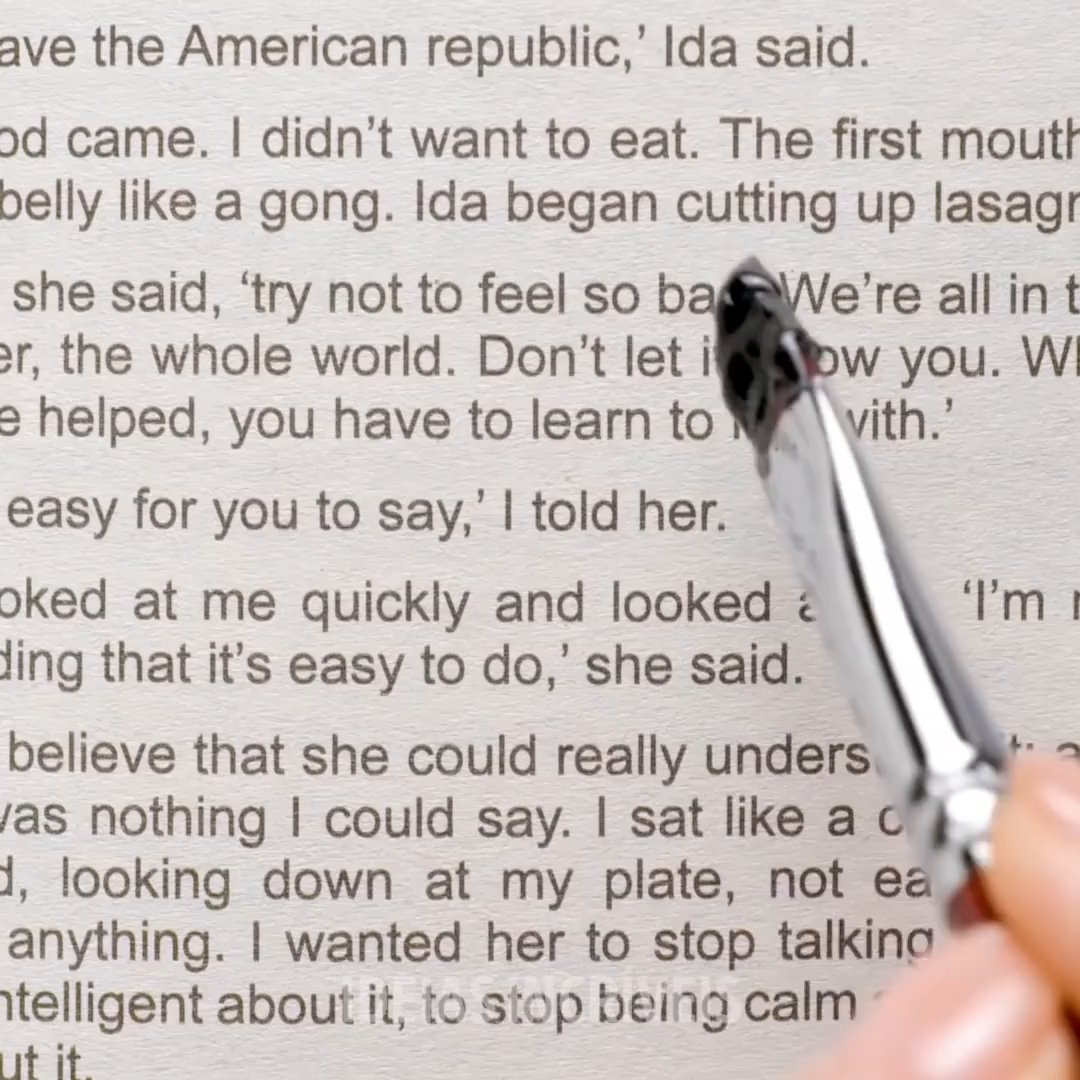 ave the American republic,’ Ida said.
od came. I didn’t want to eat. The first mouth
belly like a gong. Ida began cutting up lasagn
she said, ‘try not to feel so ba We’re all in t
er, the whole world. Don’t let i ow you. Wh
e helped, you have to learn to with.’
easy for you to say,’ I told her.
oked at me quickly and looked ‘I’m
ding that it’s easy to do,’ she said.
believe that she could really unders
was nothing I could say. I sat like a c
d, looking down at my plate, not ea
anything. I wanted her to stop talking
ntelligent about it, to stop being calm
ut it.